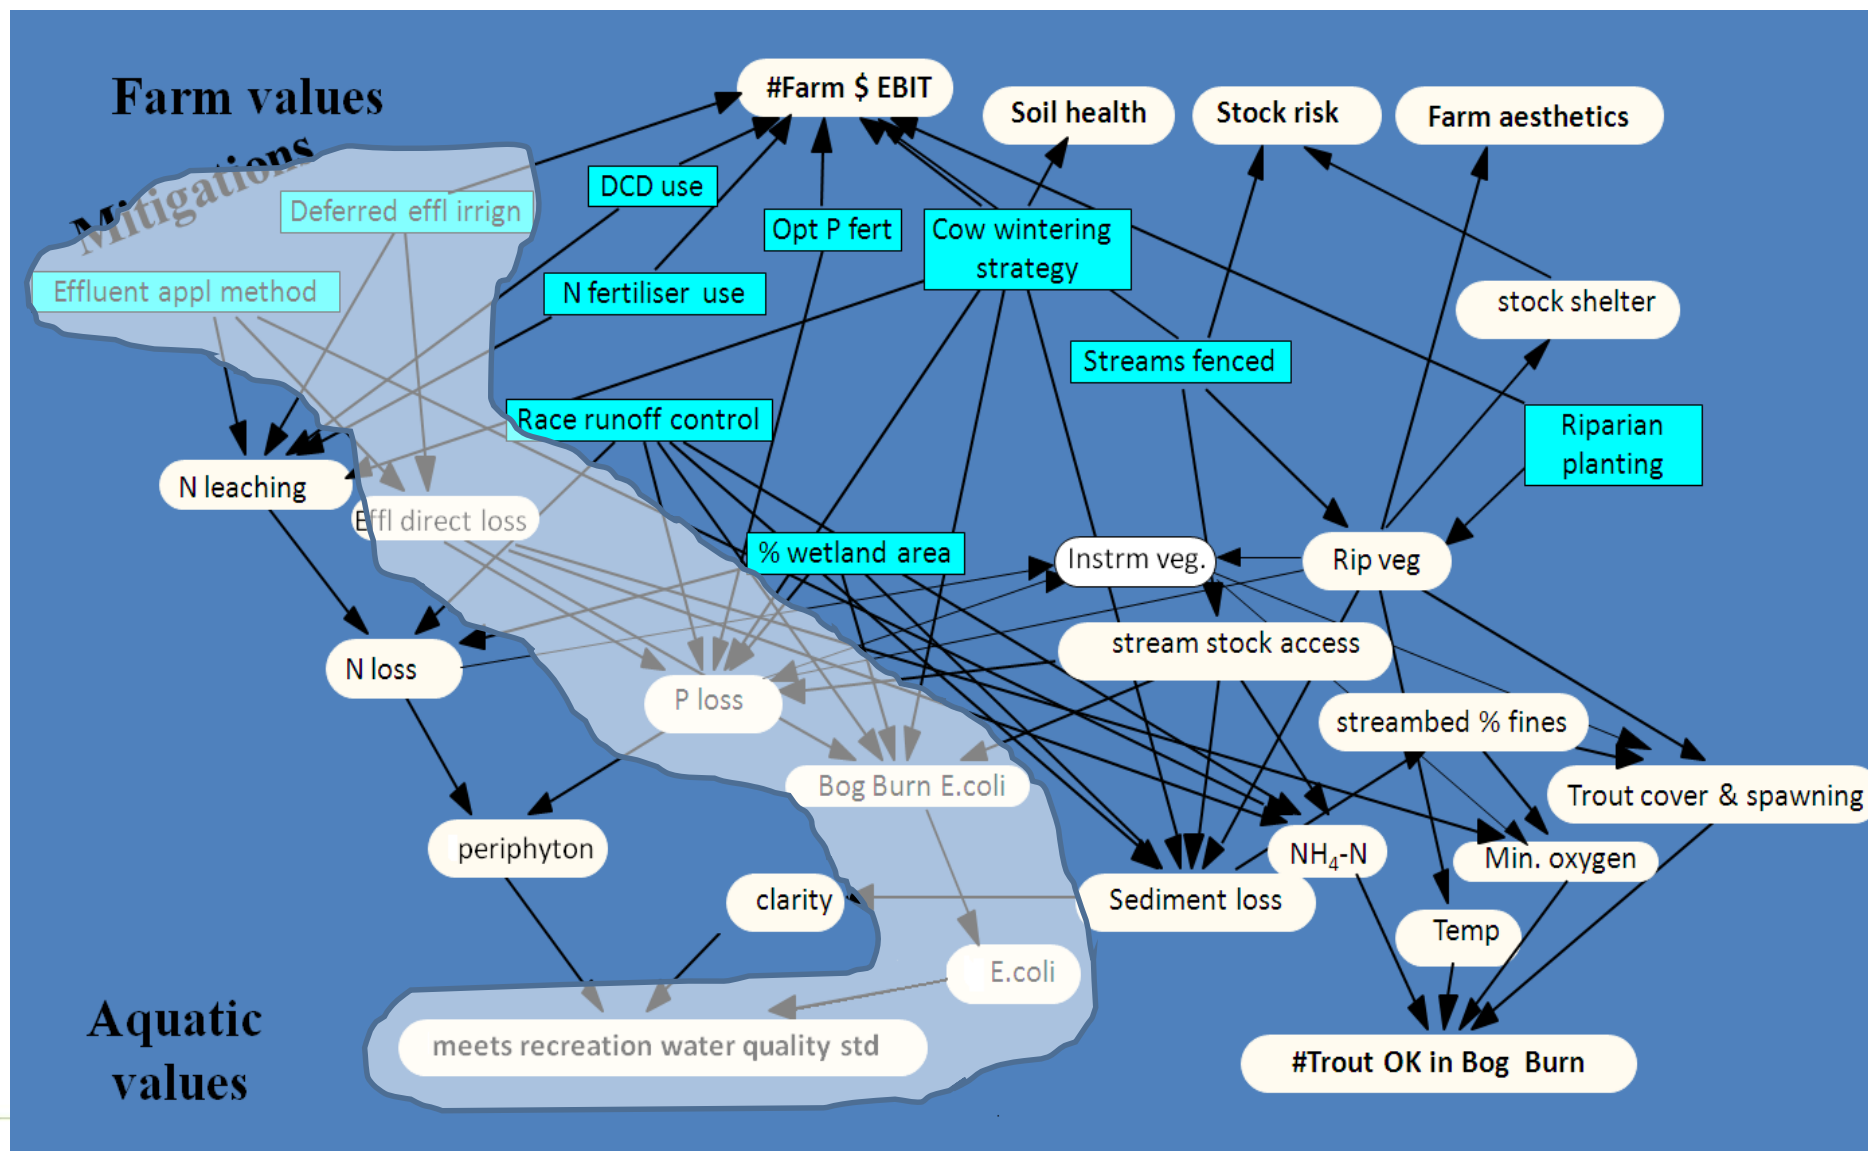 #Farm $ EBIT
Farm values
Soil health
Stock risk
Farm aesthetics
Mitigations
DCD use
Deferred effl irrign
Opt P fert
Cow wintering
strategy
Effluent appl method
N fertiliser use
stock shelter
Streams fenced
Race runoff control
Riparian
planting
N leaching
Effl direct loss
% wetland area
Instrm veg.
Rip veg
stream stock access
N loss
P loss
streambed % fines
Bog Burn E.coli
Trout cover & spawning
periphyton
NH4-N
Min. oxygen
clarity
Sediment loss
Temp
E.coli
Aquatic
values
meets recreation water quality std
#Trout OK in Bog Burn